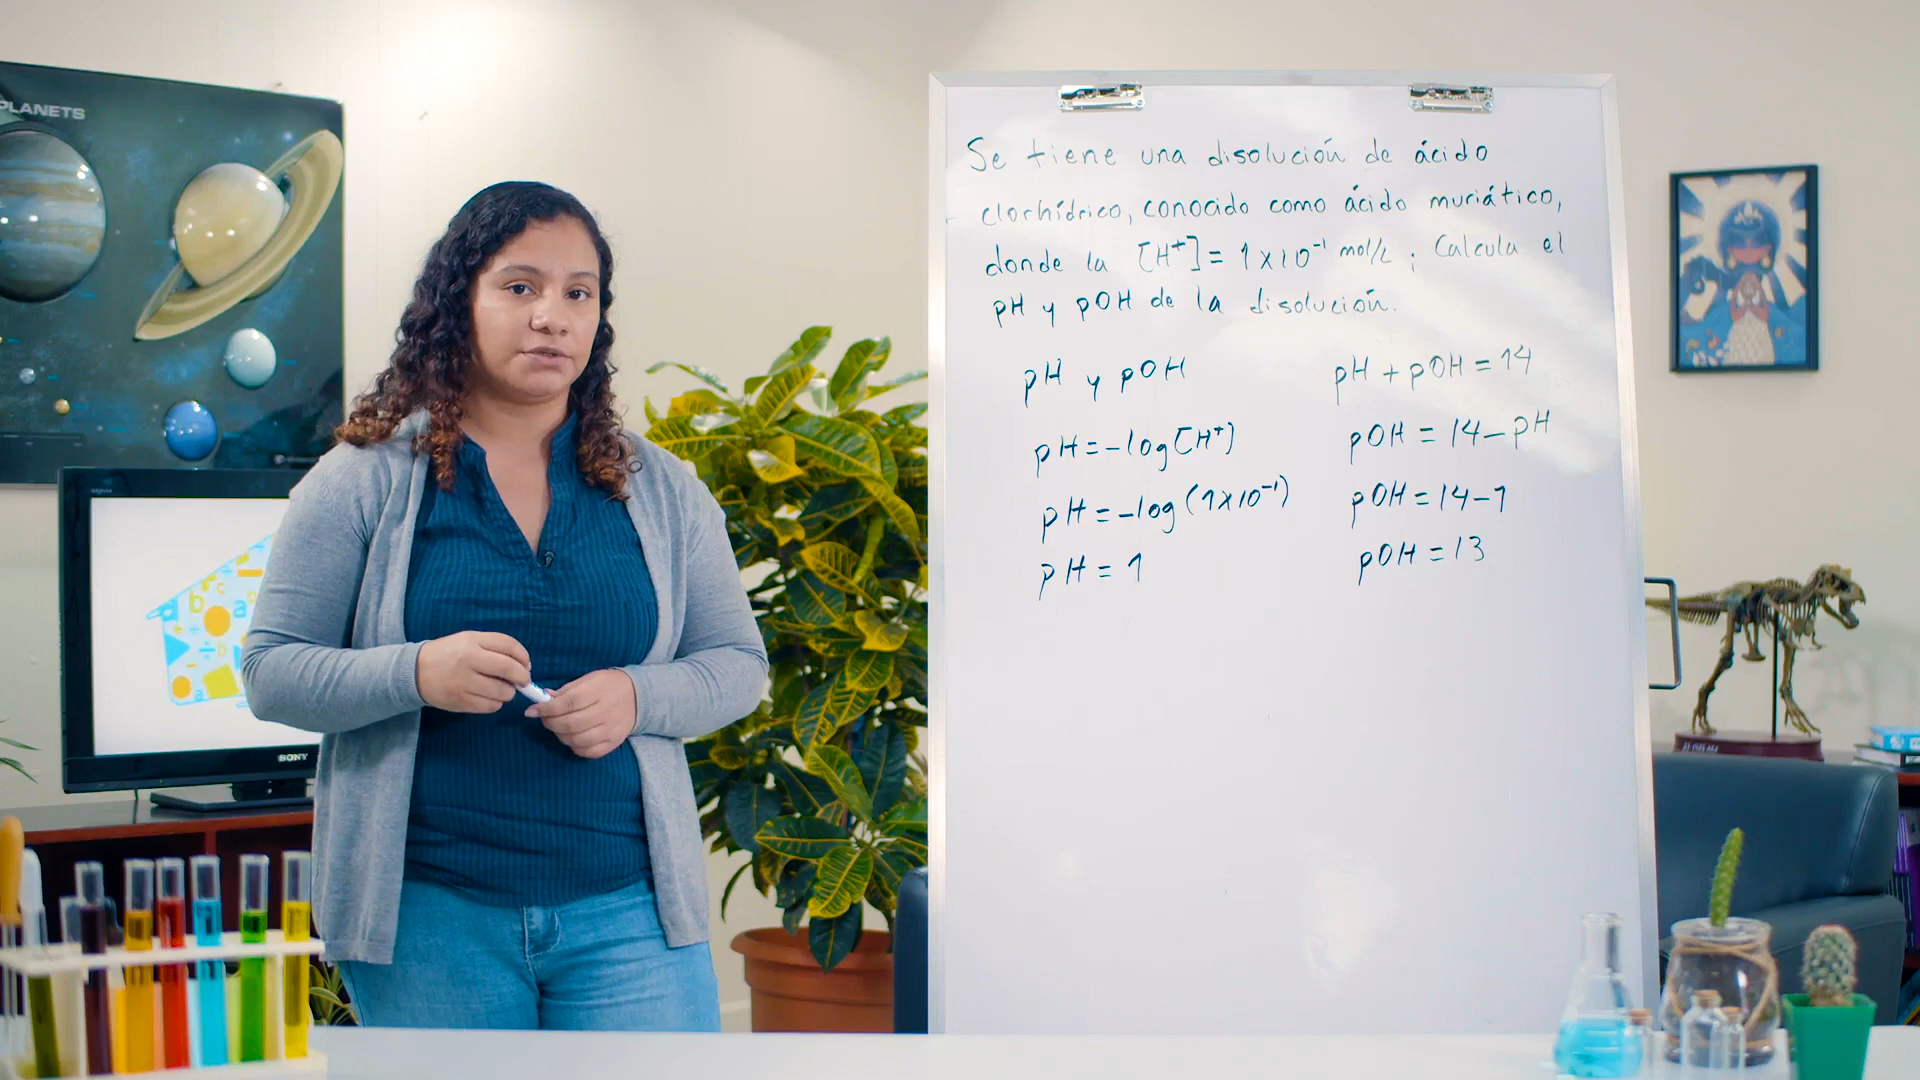 PLANETS
Se tiene una disolución de ácido
clorhídrico, conocido como ácido muriático,
donde la [H⁺] = 1x10⁻¹ mol/L; Calcula el
pH y pOH de la disolución.
pH y pOH
pH = -log[H⁺]
pH = -log(1x10⁻¹)
pH = 1
pH + pOH = 14
pOH = 14 - pH
pOH = 14 - 1
pOH = 13
SONY